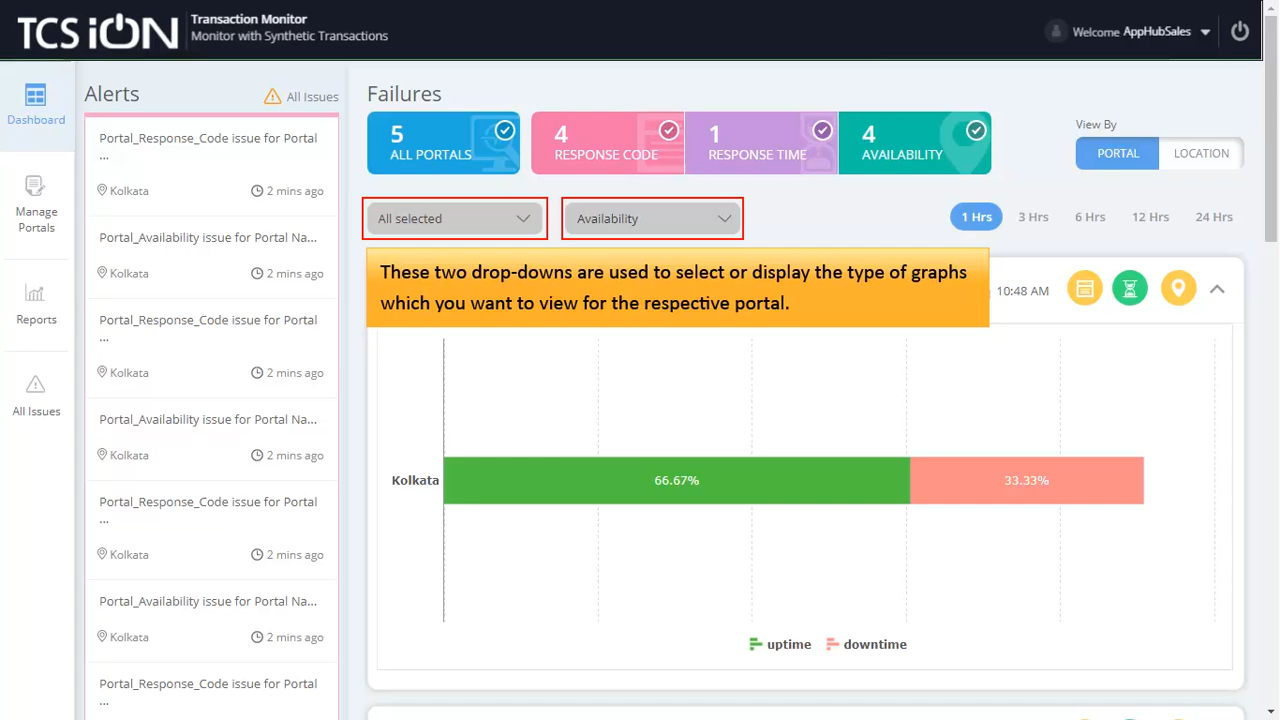 TCS iON
Transaction Monitor
Monitor with Synthetic Transactions
Welcome AppHubSales
Dashboard
Manage
Portals
Reports
All Issues
Alerts
All Issues
Portal_Response_Code issue for Portal
...
Kolkata
2 mins ago
Portal_Availability issue for Portal Na...
Kolkata
2 mins ago
Portal_Response_Code issue for Portal
...
Kolkata
2 mins ago
Portal_Availability issue for Portal Na...
Kolkata
2 mins ago
Portal_Response_Code issue for Portal
...
Kolkata
2 mins ago
Portal_Availability issue for Portal Na...
Kolkata
2 mins ago
Portal_Response_Code issue for Portal
Failures
5
ALL PORTALS
4
RESPONSE CODE
1
RESPONSE TIME
4
AVAILABILITY
View By
PORTAL
LOCATION
All selected
Availability
1 Hrs
3 Hrs
6 Hrs
12 Hrs
24 Hrs
These two drop-downs are used to select or display the type of graphs
which you want to view for the respective portal.
10:48 AM
Kolkata
66.67%
33.33%
uptime
downtime